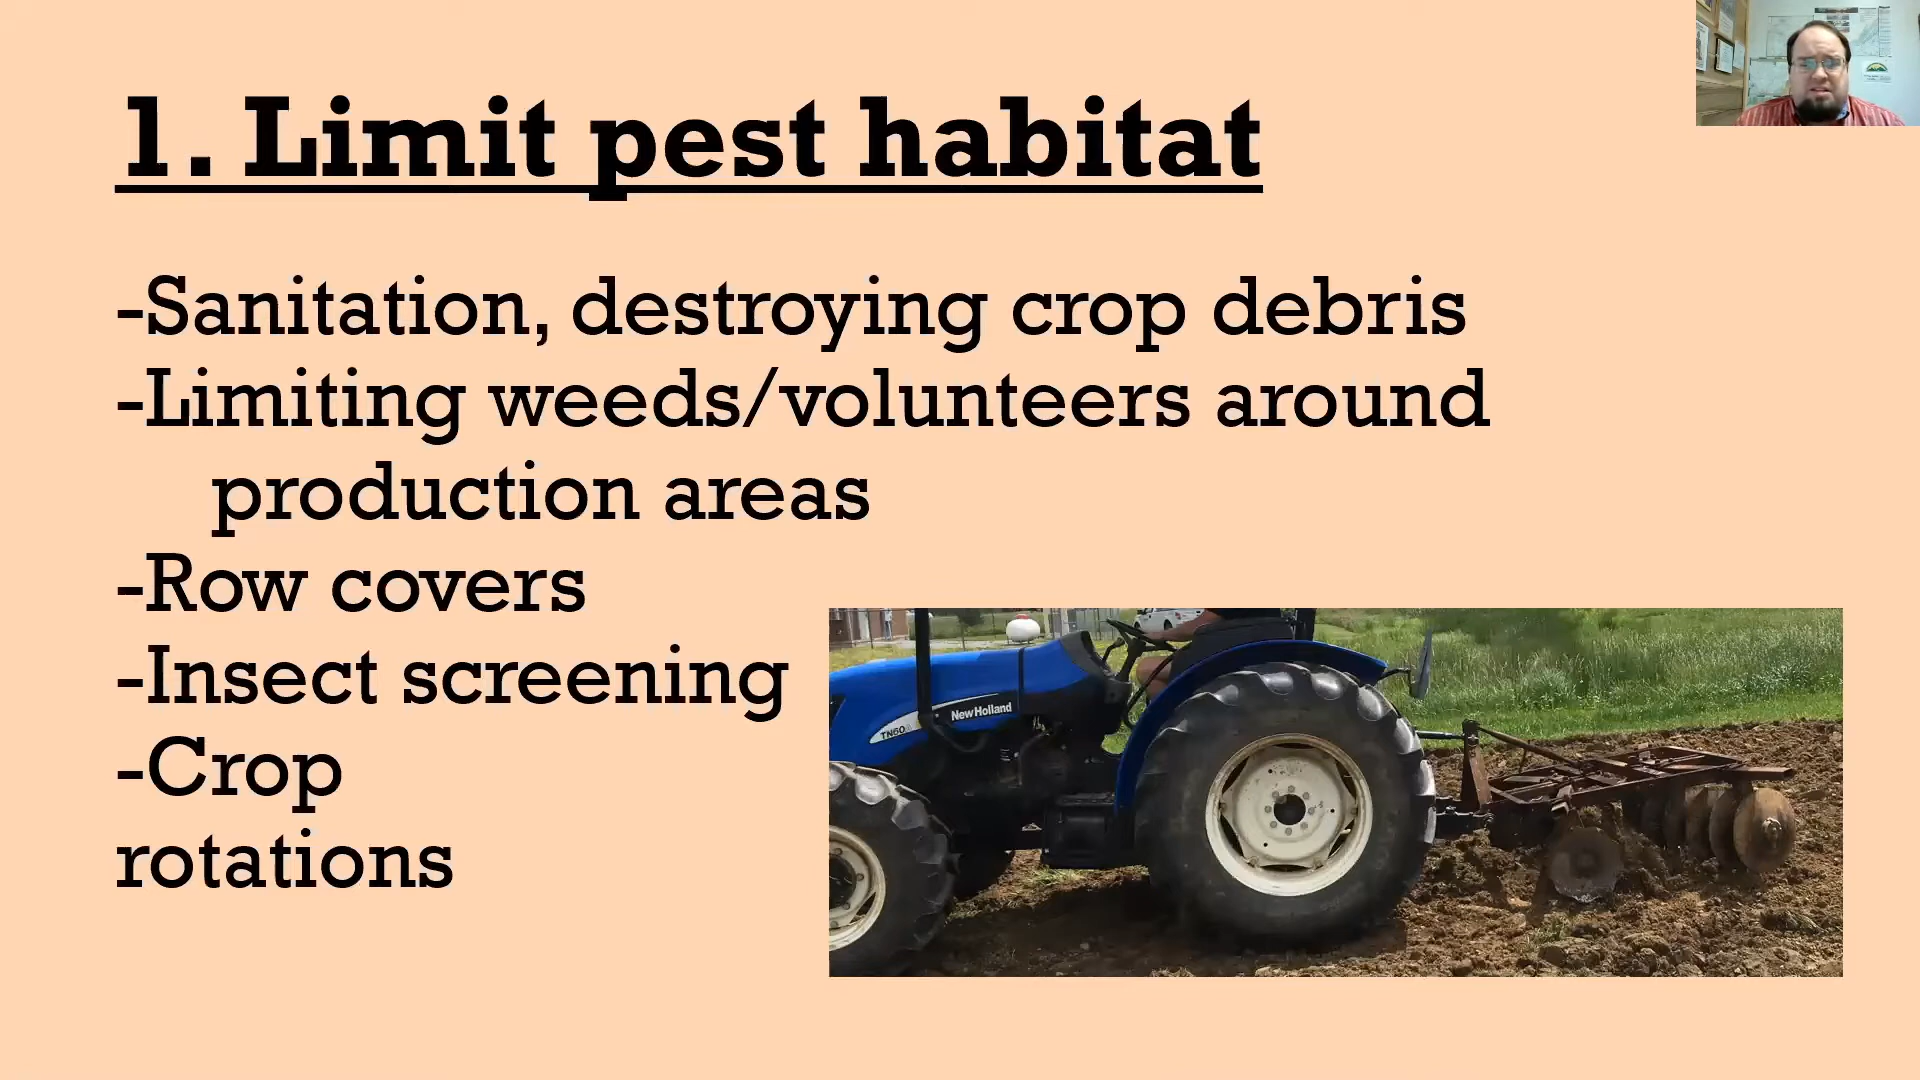 1. Limit pest habitat
-Sanitation, destroying crop debris
-Limiting weeds/volunteers around
production areas
-Row covers
-Insect screening
-Crop
rotations
New Holland
TN60